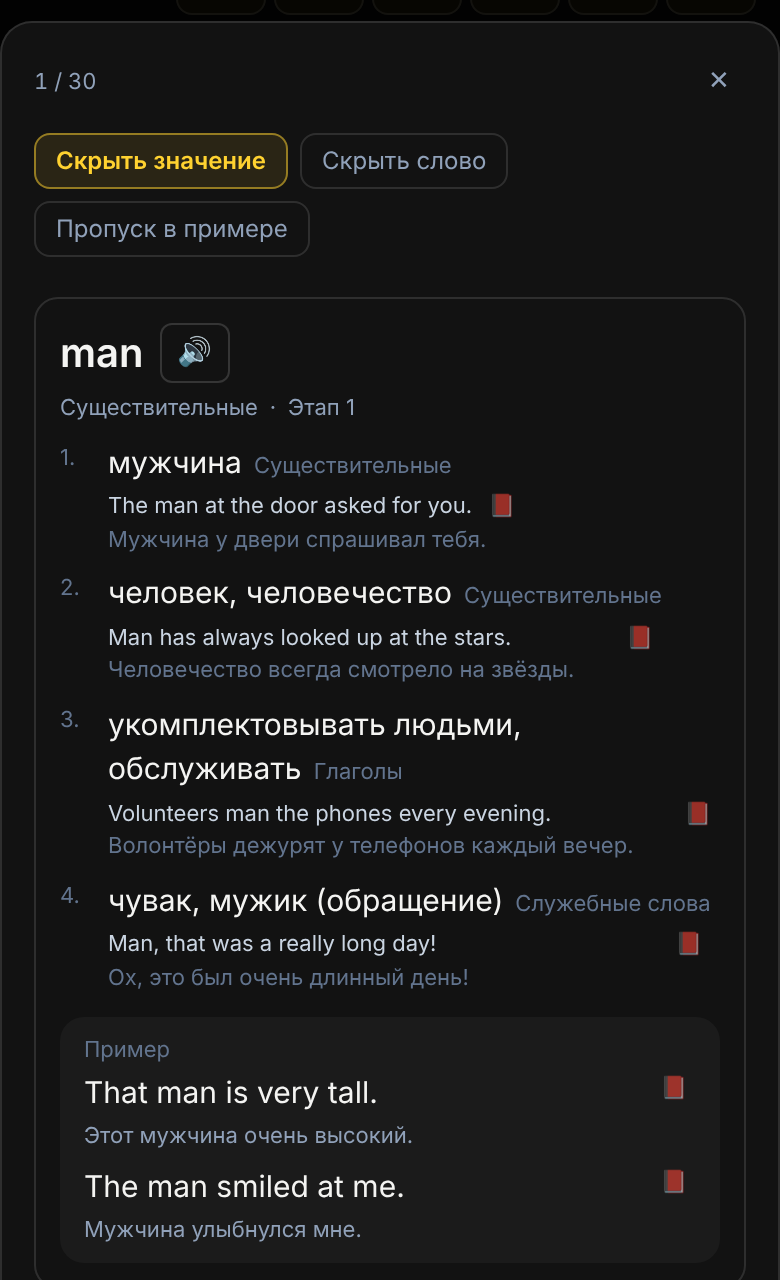 1 / 30
✕
Скрыть значение
Скрыть слово
Пропуск в примере
man
Существительные · Этап 1
1. мужчина Существительные
The man at the door asked for you.
Мужчина у двери спрашивал тебя.
2. человек, человечество Существительные
Man has always looked up at the stars.
Человечество всегда смотрело на звёзды.
3. укомплектовывать людьми,
обслуживать Глаголы
Volunteers man the phones every evening.
Волонтёры дежурят у телефонов каждый вечер.
4. чувак, мужик (обращение) Служебные слова
Man, that was a really long day!
Ох, это был очень длинный день!
Пример
That man is very tall.
Этот мужчина очень высокий.
The man smiled at me.
Мужчина улыбнулся мне.